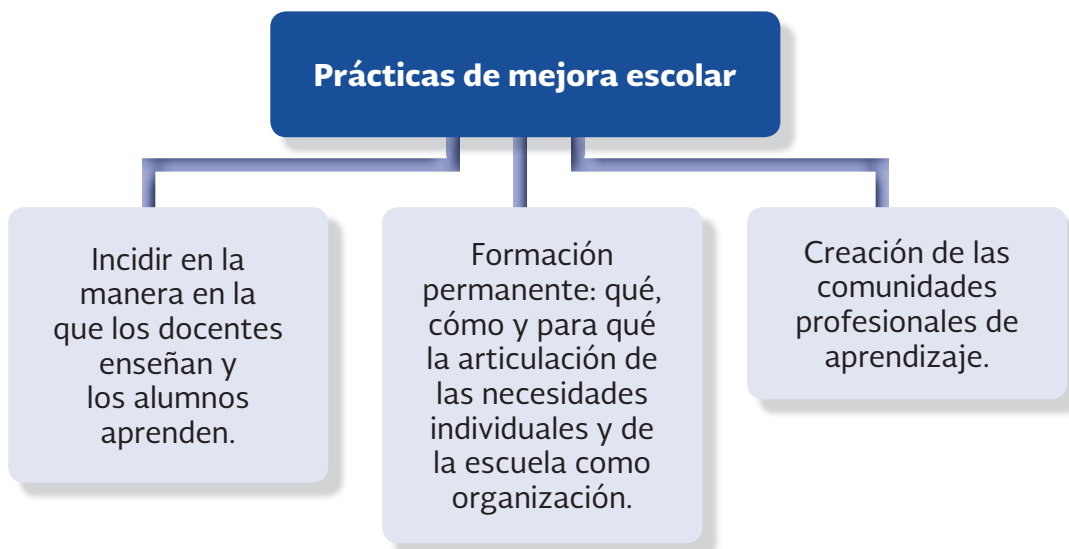 Prácticas de mejora escolar
Incidir en la
manera en la
que los docentes
enseñan y
los alumnos
aprenden.
Formación
permanente: qué,
cómo y para qué
la articulación de
las necesidades
individuales y de
la escuela como
organización.
Creación de las
comunidades
profesionales de
aprendizaje.